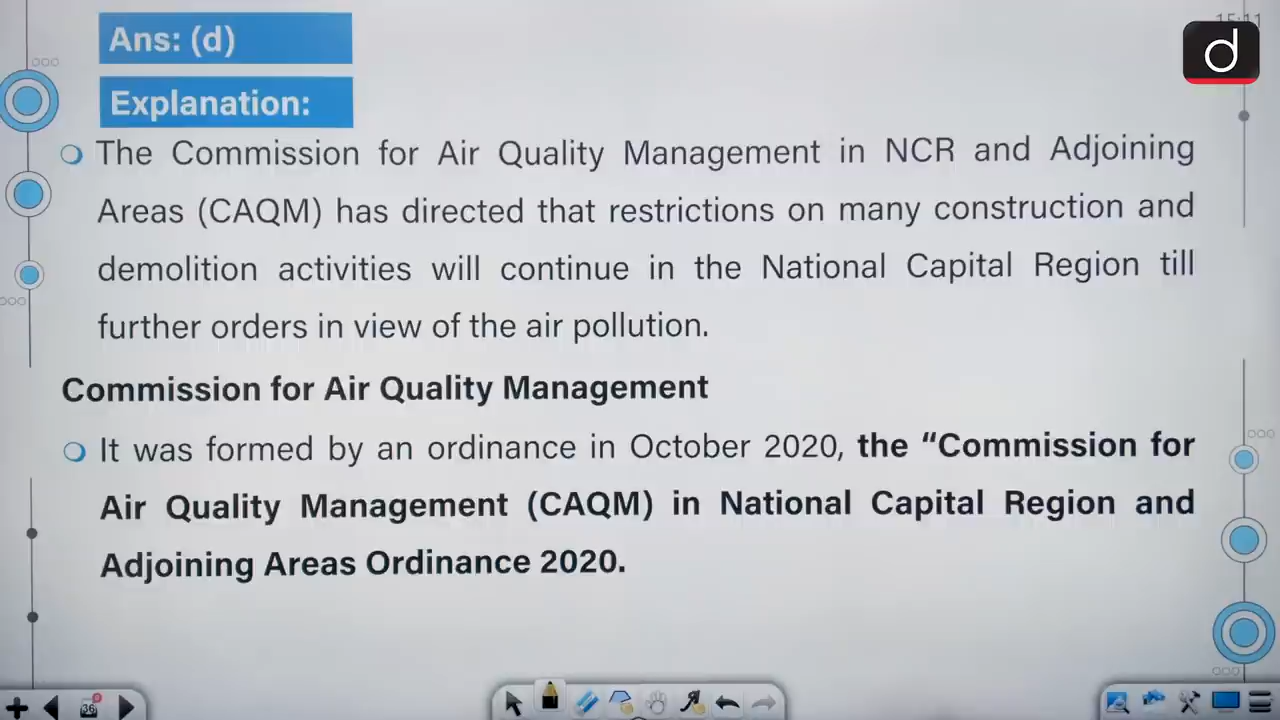 15:11
d
Ans: (d)
Explanation:
The Commission for Air Quality Management in NCR and Adjoining
Areas (CAQM) has directed that restrictions on many construction and
demolition activities will continue in the National Capital Region till
further orders in view of the air pollution.
Commission for Air Quality Management
It was formed by an ordinance in October 2020, the “Commission for
Air Quality Management (CAQM) in National Capital Region and
Adjoining Areas Ordinance 2020.
36